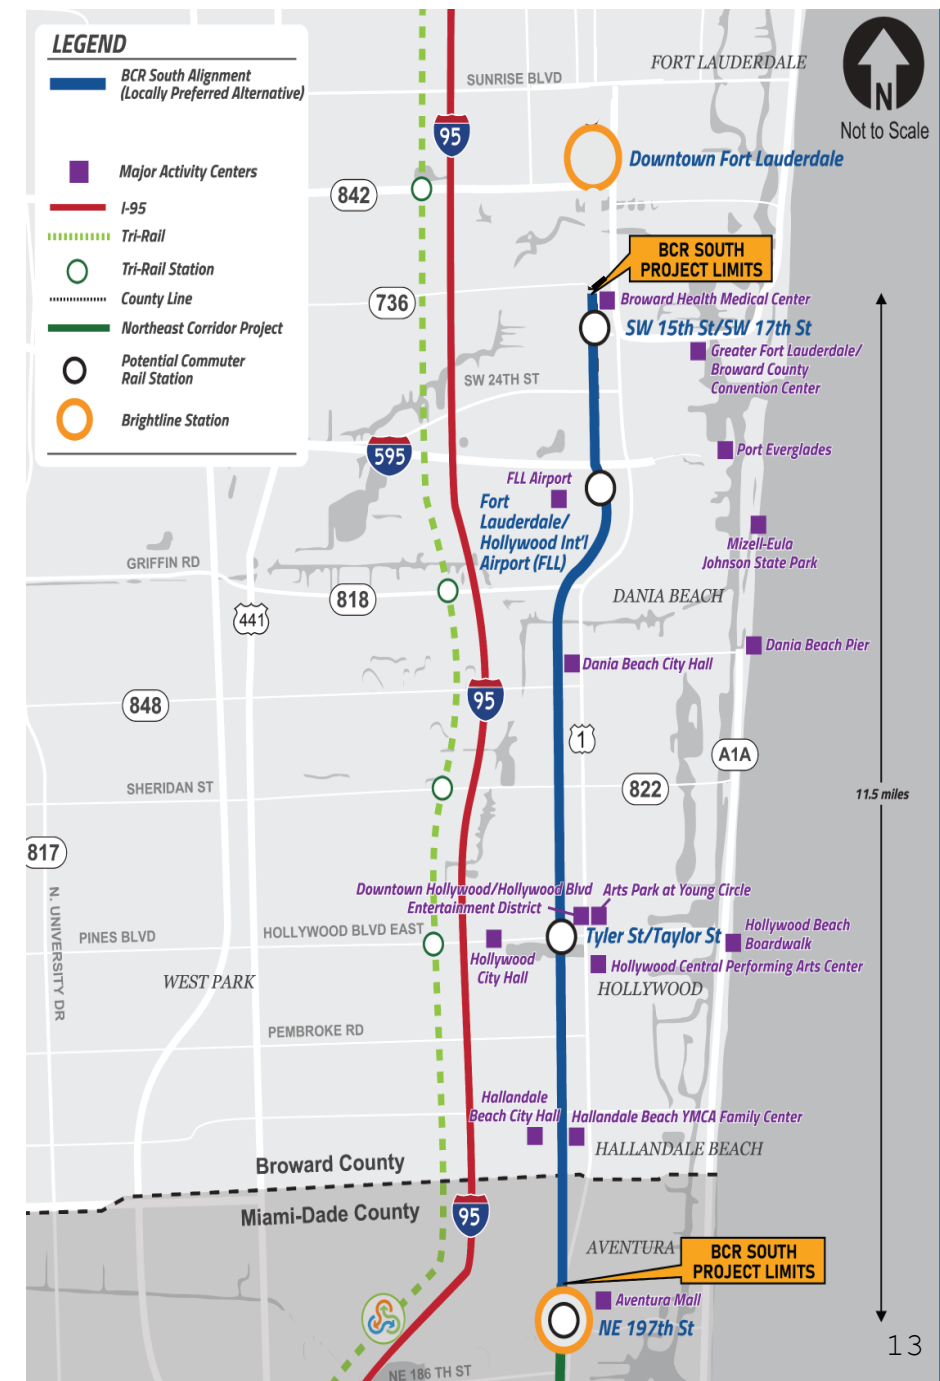 LEGEND
BCR South Alignment
(Locally Preferred Alternative)
Major Activity Centers
I-95
Tri-Rail
Tri-Rail Station
County Line
Northeast Corridor Project
Potential Commuter
Rail Station
Brightline Station
FORT LAUDERDALE
SUNRISE BLVD
N
Not to Scale
95
Downtown Fort Lauderdale
842
BCR SOUTH
PROJECT LIMITS
736
Broward Health Medical Center
SW 15th St/SW 17th St
Greater Fort Lauderdale/
Broward County
Convention Center
SW 24TH ST
595
Port Everglades
FLL Airport
Fort
Lauderdale/
Hollywood Int'l
Airport (FLL)
Mizell-Eula
Johnson State Park
GRIFFIN RD
818
441
DANIA BEACH
Dania Beach Pier
Dania Beach City Hall
95
848
1
A1A
SHERIDAN ST
822
11.5 miles
817
N. UNIVERSITY DR
Downtown Hollywood/Hollywood Blvd
Entertainment District
Arts Park at Young Circle
PINES BLVD
HOLLYWOOD BLVD EAST
Tyler St/Taylor St
Hollywood Beach
Boardwalk
Hollywood
City Hall
Hollywood Central Performing Arts Center
WEST PARK
HOLLYWOOD
PEMBROKE RD
Hallandale
Beach City Hall
Hallandale Beach YMCA Family Center
HALLANDALE BEACH
Broward County
Miami-Dade County
95
AVENTURA
BCR SOUTH
PROJECT LIMITS
Aventura Mall
NE 197th St
13
NE 186 TH ST